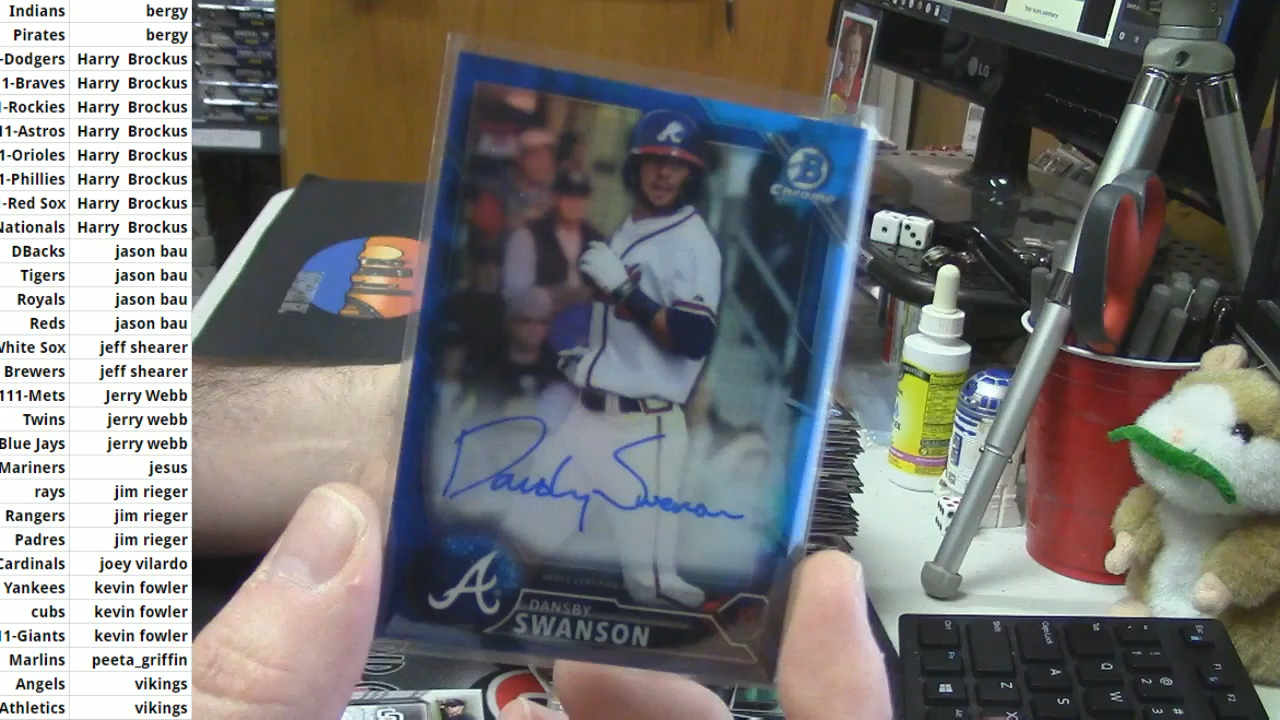 Indians bergy
Pirates bergy
-Dodgers Harry Brockus
1-Braves Harry Brockus
-Rockies Harry Brockus
11-Astros Harry Brockus
1-Orioles Harry Brockus
1-Phillies Harry Brockus
-Red Sox Harry Brockus
Nationals Harry Brockus
DBacks jason bau
Tigers jason bau
Royals jason bau
Reds jason bau
White Sox jeff shearer
Brewers jeff shearer
111-Mets Jerry Webb
Twins jerry webb
Blue Jays jerry webb
Mariners jesus
rays jim rieger
Rangers jim rieger
Padres jim rieger
Cardinals joey vilardo
Yankees kevin fowler
cubs kevin fowler
11-Giants kevin fowler
Marlins peeta_griffin
Angels vikings
Athletics vikings
B
Chrome
A
Dansby Swanson
A
DANSBY
SWANSON
LG